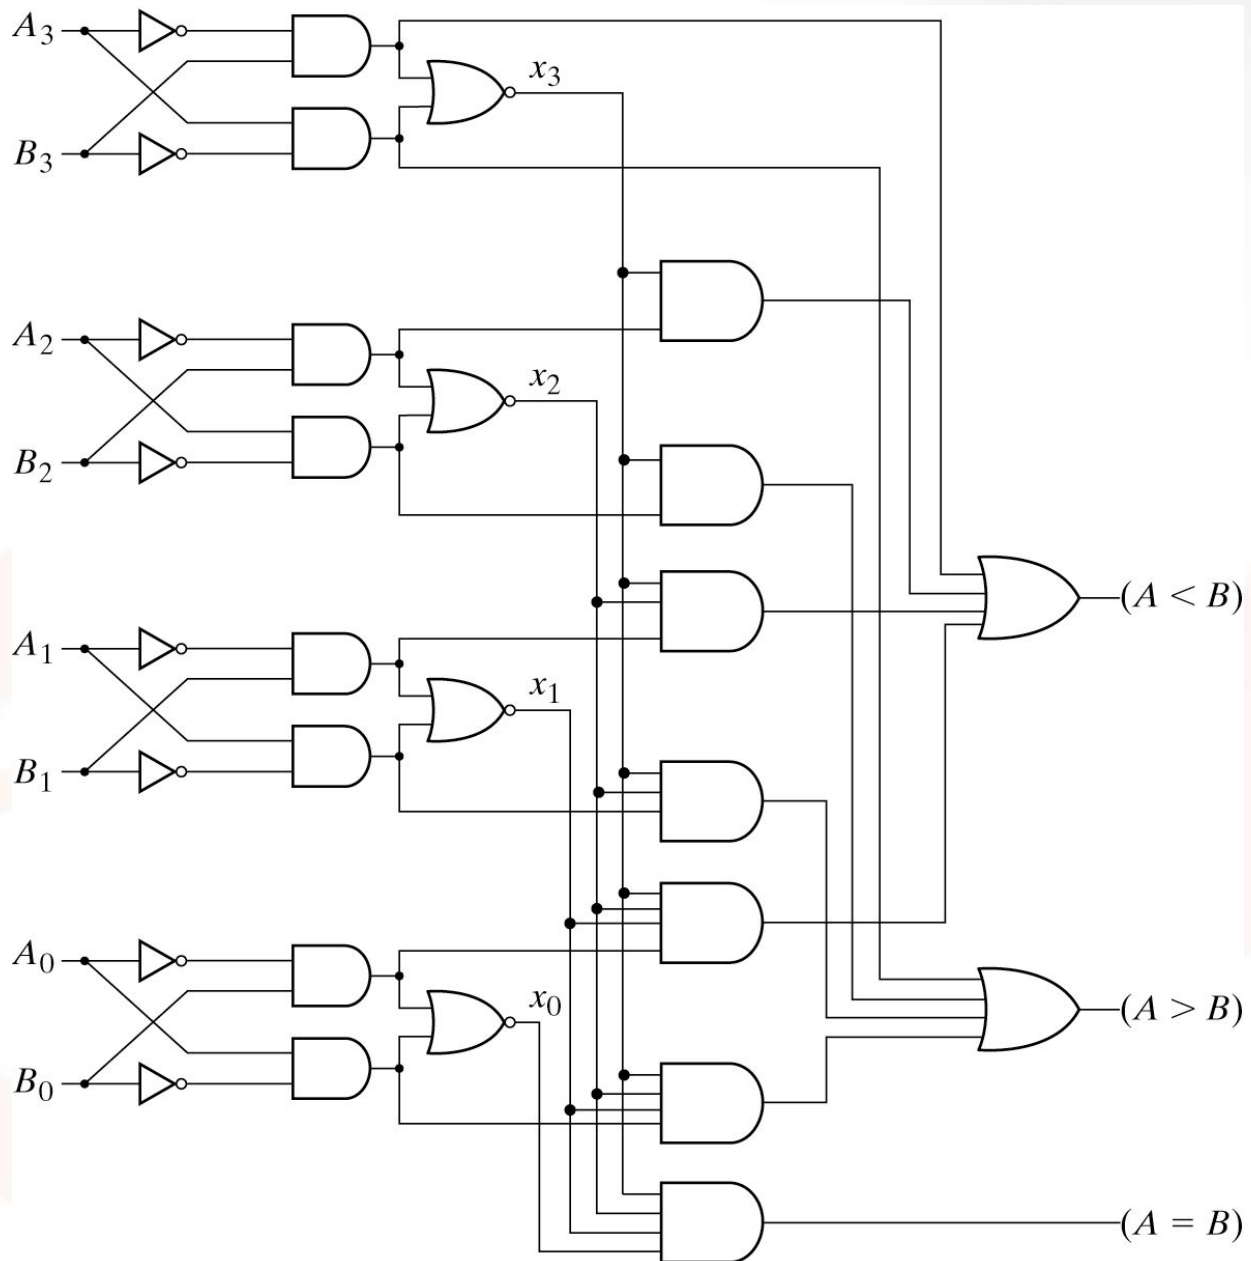 A₃
x₃
B₃
A₂
x₂
B₂
(A < B)
A₁
x₁
B₁
A₀
x₀
(A > B)
B₀
(A = B)